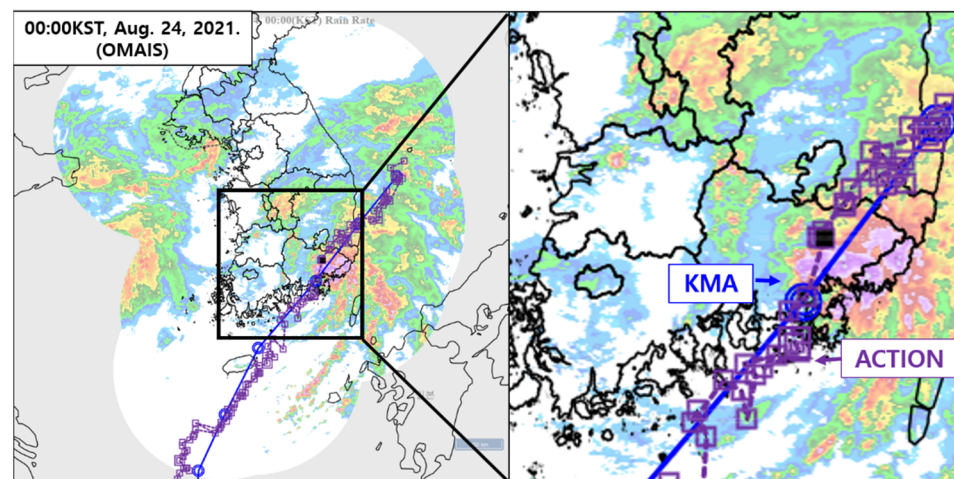 00:00KST, Aug. 24, 2021.
(OMAIS)
00:00(KST) Rain Rate
KMA
ACTION